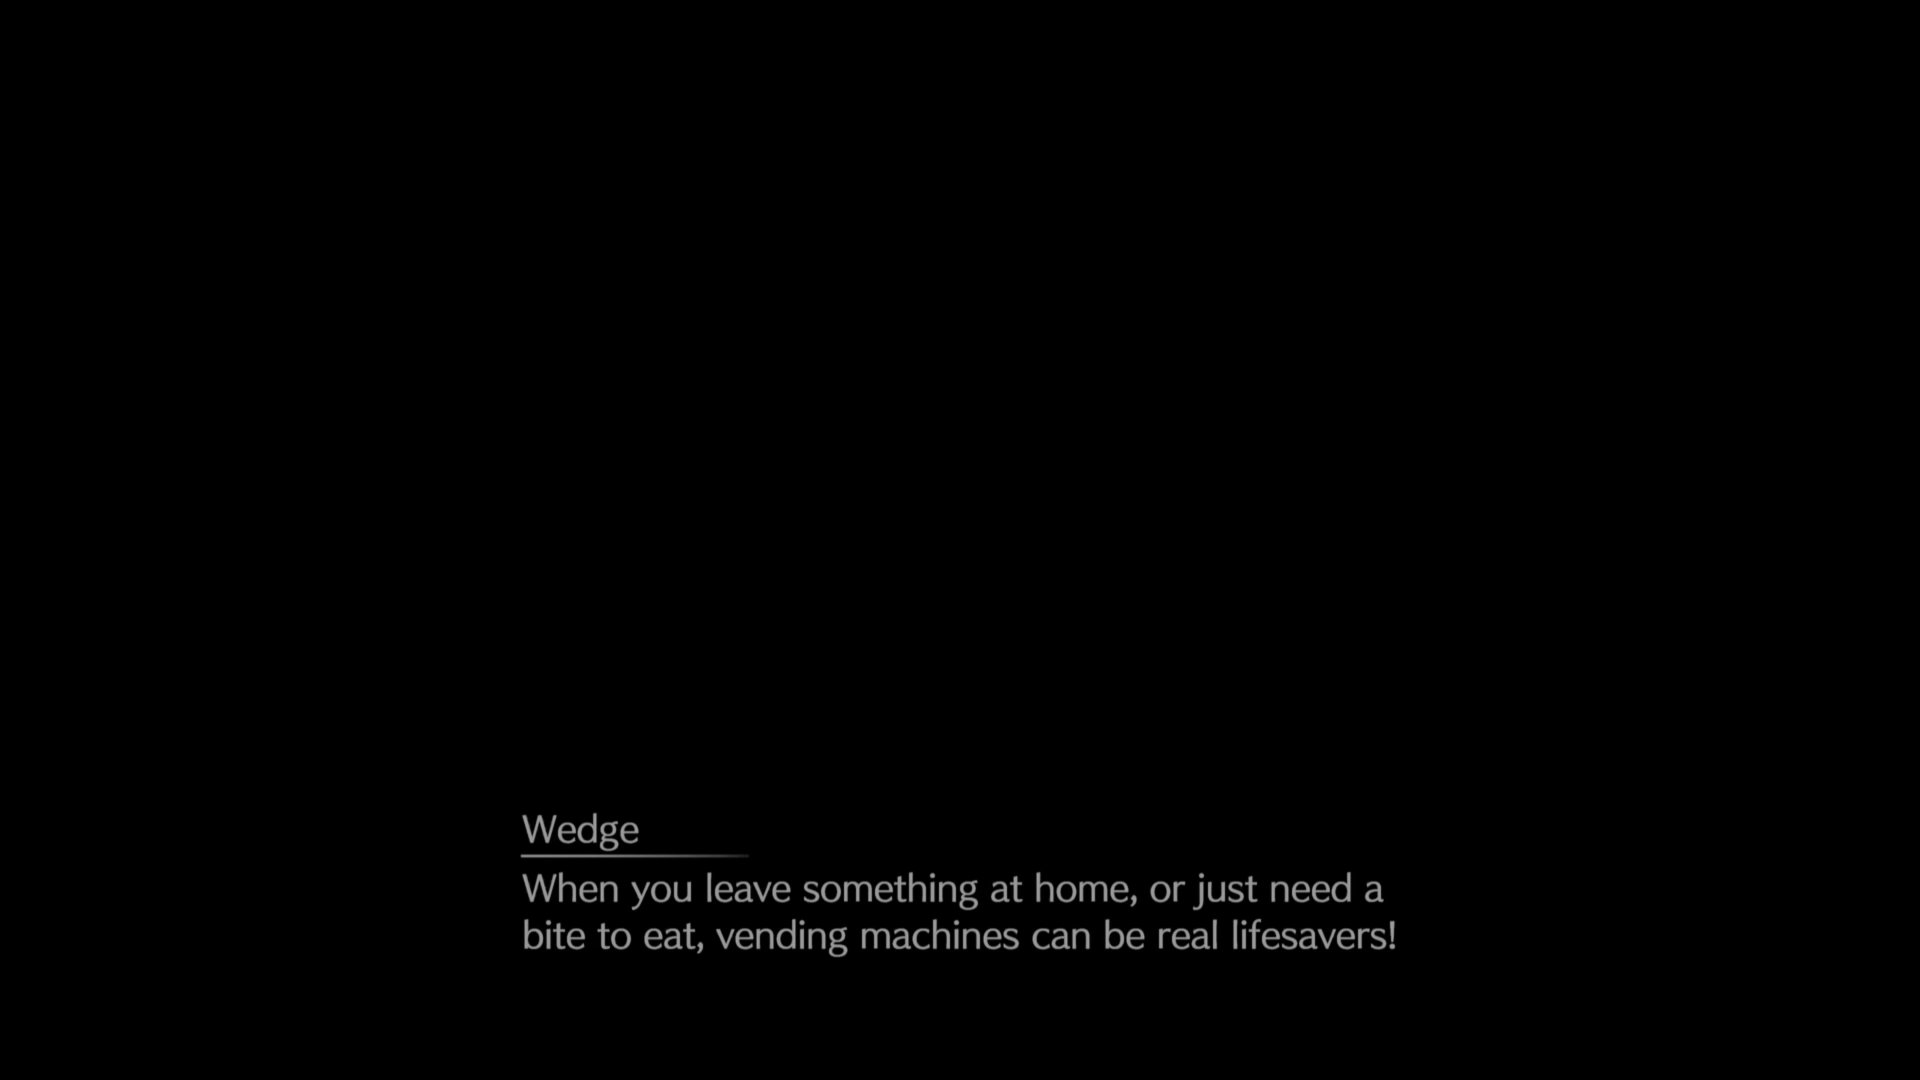 Wedge
When you leave something at home, or just need a
bite to eat, vending machines can be real lifesavers!